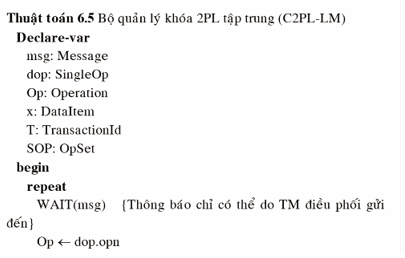 Thuật toán 6.5 Bộ quản lý khóa 2PL tập trung (C2PL-LM)
Declare-var
msg: Message
dop: SingleOp
Op: Operation
x: DataItem
T: TransactionId
SOP: OpSet
begin
repeat
WAIT(msg) {Thông báo chỉ có thể do TM điều phối gửi
đến}
Op ← dop.opn